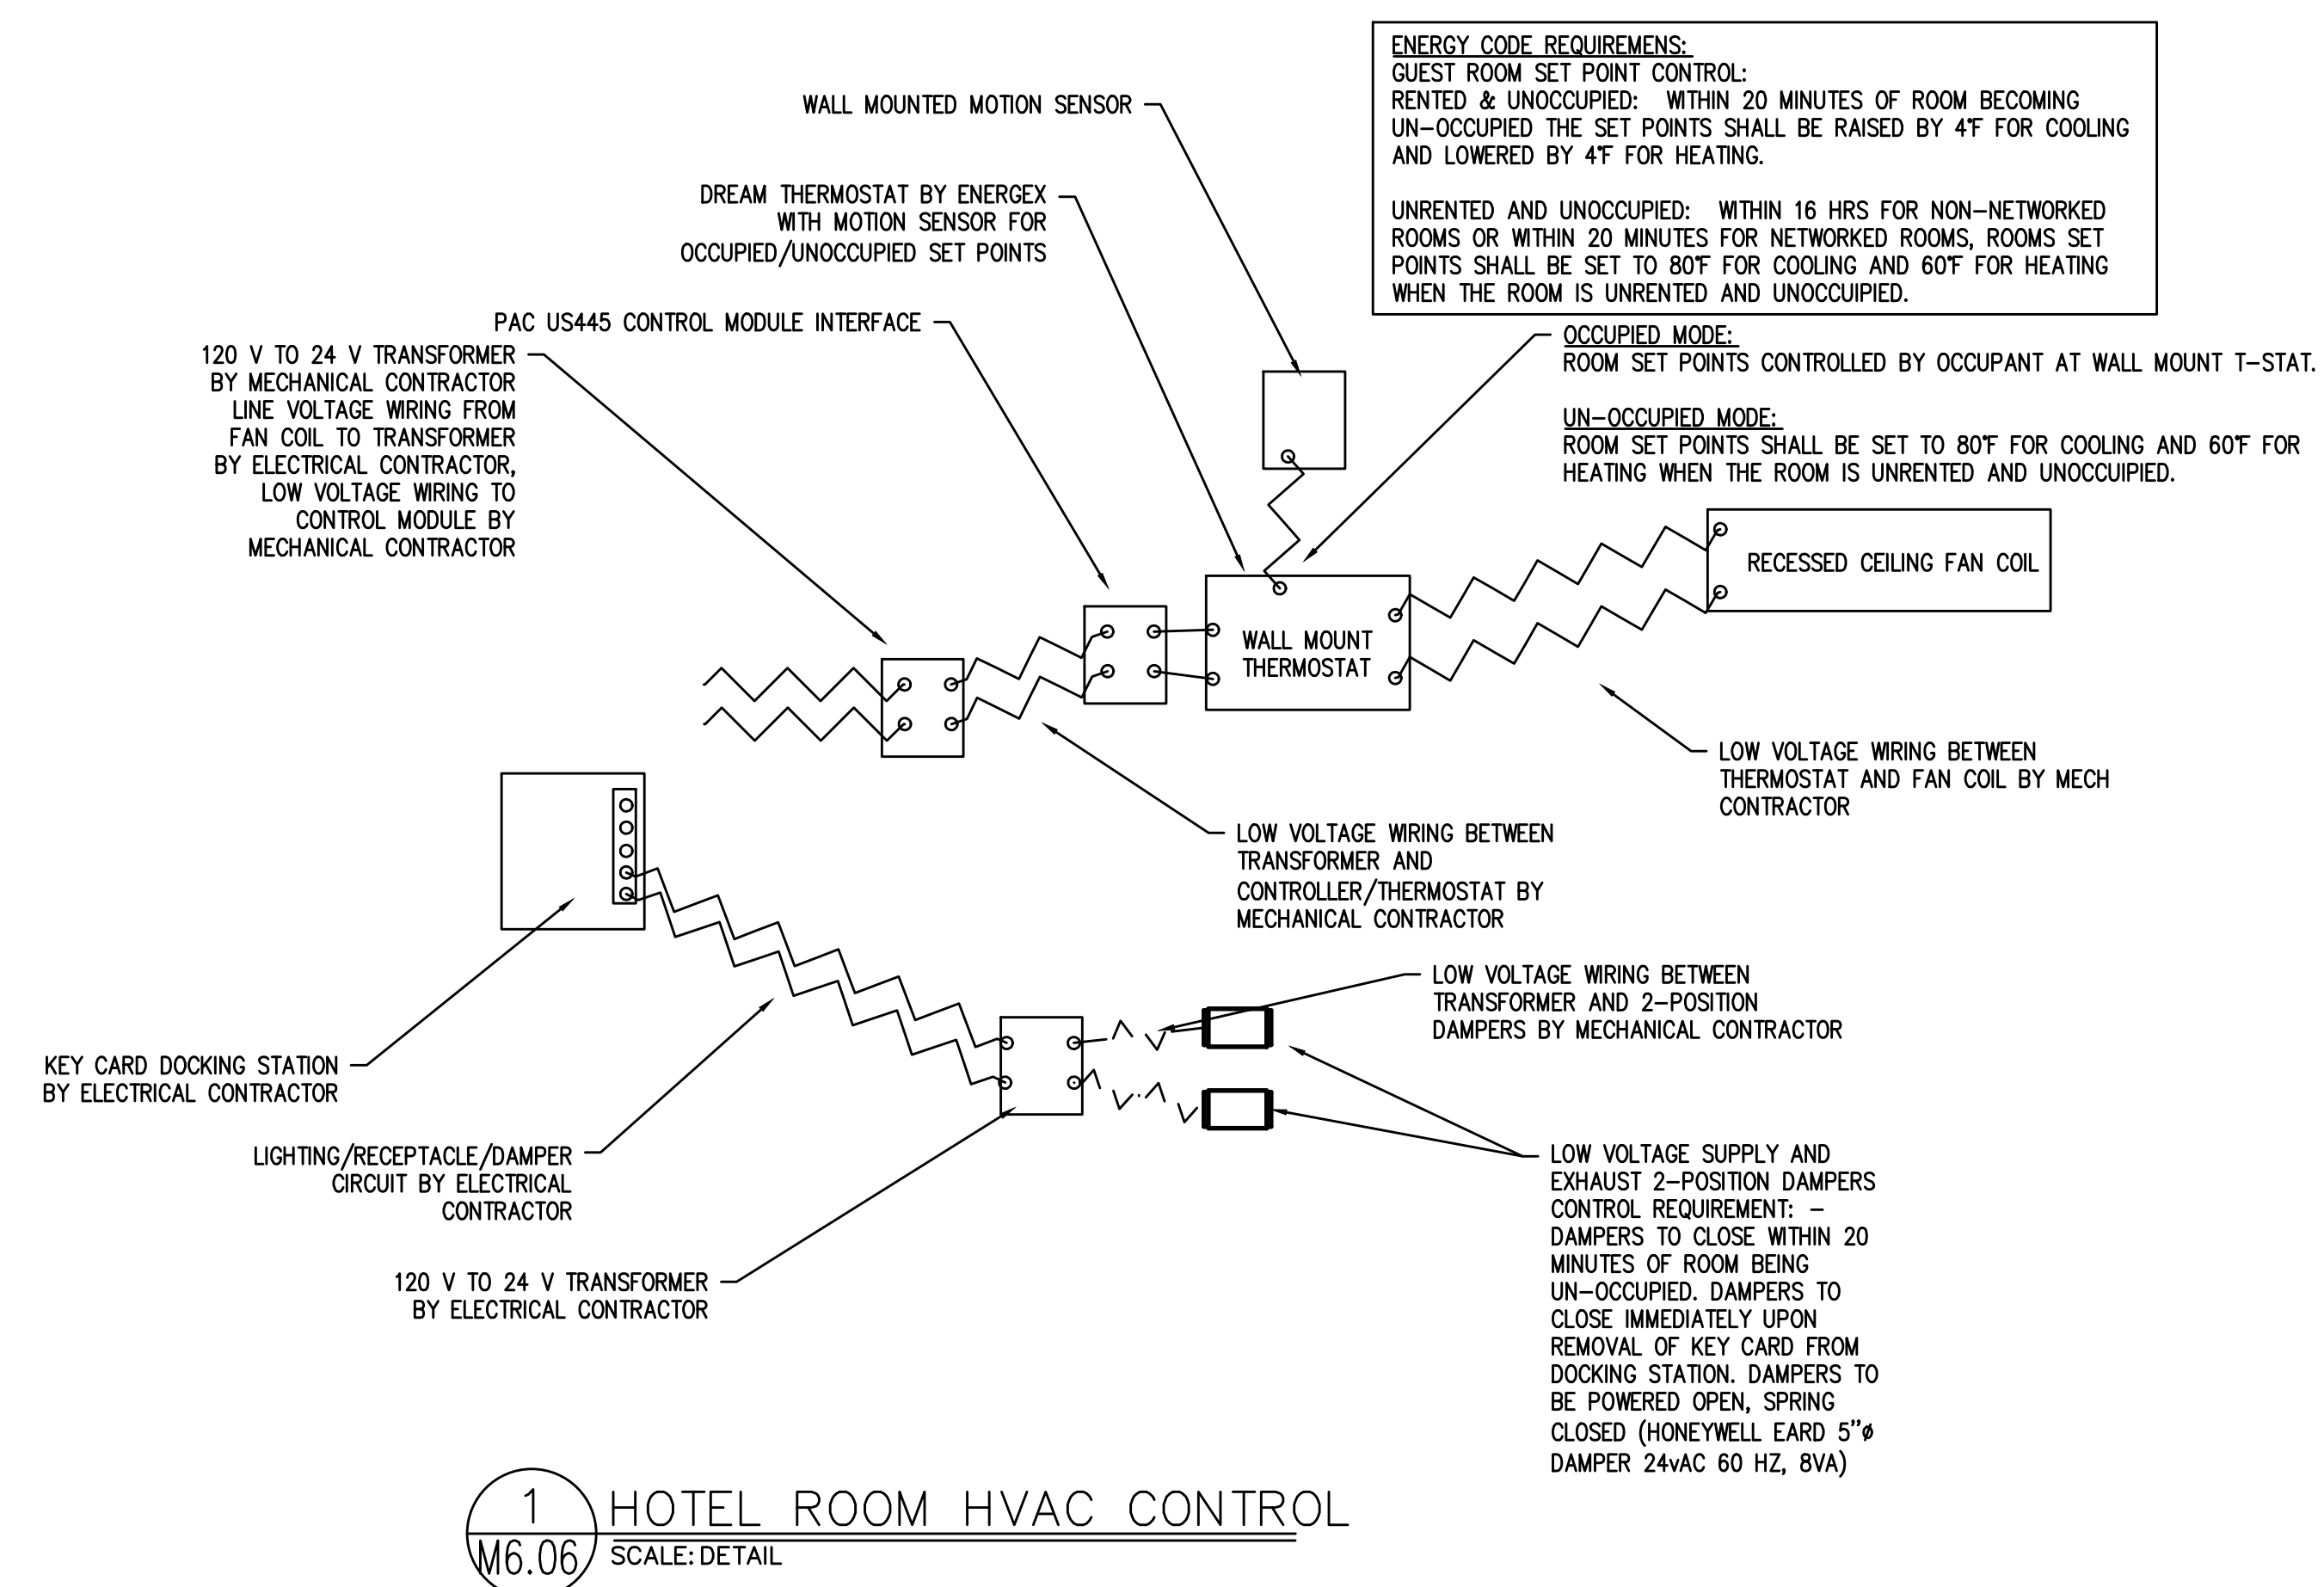 ENERGY CODE REQUIREMENS:
GUEST ROOM SET POINT CONTROL:
RENTED & UNOCCUPIED: WITHIN 20 MINUTES OF ROOM BECOMING
UN-OCCUPIED THE SET POINTS SHALL BE RAISED BY 4°F FOR COOLING
AND LOWERED BY 4°F FOR HEATING.
UNRENTED AND UNOCCUPIED: WITHIN 16 HRS FOR NON-NETWORKED
ROOMS OR WITHIN 20 MINUTES FOR NETWORKED ROOMS, ROOMS SET
POINTS SHALL BE SET TO 80°F FOR COOLING AND 60°F FOR HEATING
WHEN THE ROOM IS UNRENTED AND UNOCCUIPIED.
WALL MOUNTED MOTION SENSOR
DREAM THERMOSTAT BY ENERGEX
WITH MOTION SENSOR FOR
OCCUPIED/UNOCCUPIED SET POINTS
PAC US445 CONTROL MODULE INTERFACE
120 V TO 24 V TRANSFORMER
BY MECHANICAL CONTRACTOR
LINE VOLTAGE WIRING FROM
FAN COIL TO TRANSFORMER
BY ELECTRICAL CONTRACTOR,
LOW VOLTAGE WIRING TO
CONTROL MODULE BY
MECHANICAL CONTRACTOR
OCCUPIED MODE:
ROOM SET POINTS CONTROLLED BY OCCUPANT AT WALL MOUNT T-STAT.
UN-OCCUPIED MODE:
ROOM SET POINTS SHALL BE SET TO 80°F FOR COOLING AND 60°F FOR
HEATING WHEN THE ROOM IS UNRENTED AND UNOCCUIPIED.
RECESSED CEILING FAN COIL
WALL MOUNT
THERMOSTAT
LOW VOLTAGE WIRING BETWEEN
THERMOSTAT AND FAN COIL BY MECH
CONTRACTOR
LOW VOLTAGE WIRING BETWEEN
TRANSFORMER AND
CONTROLLER/THERMOSTAT BY
MECHANICAL CONTRACTOR
LOW VOLTAGE WIRING BETWEEN
TRANSFORMER AND 2-POSITION
DAMPERS BY MECHANICAL CONTRACTOR
KEY CARD DOCKING STATION
BY ELECTRICAL CONTRACTOR
LIGHTING/RECEPTACLE/DAMPER
CIRCUIT BY ELECTRICAL
CONTRACTOR
120 V TO 24 V TRANSFORMER
BY ELECTRICAL CONTRACTOR
LOW VOLTAGE SUPPLY AND
EXHAUST 2-POSITION DAMPERS
CONTROL REQUIREMENT: -
DAMPERS TO CLOSE WITHIN 20
MINUTES OF ROOM BEING
UN-OCCUPIED. DAMPERS TO
CLOSE IMMEDIATELY UPON
REMOVAL OF KEY CARD FROM
DOCKING STATION. DAMPERS TO
BE POWERED OPEN, SPRING
CLOSED (HONEYWELL EARD 5"ø
DAMPER 24vAC 60 HZ, 8VA)
1
M6.06
HOTEL ROOM HVAC CONTROL
SCALE: DETAIL